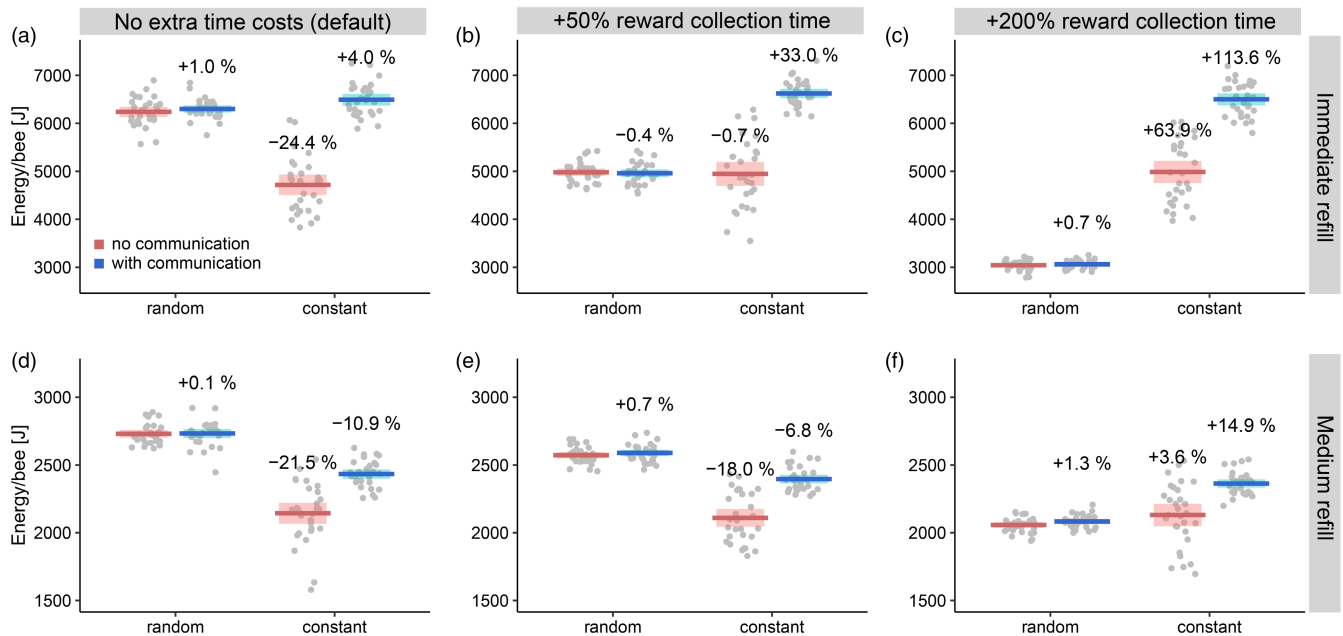 No extra time costs (default)
+50% reward collection time
+200% reward collection time
(a)
Energy/bee [J]
7000
6000
5000
4000
3000
+1.0 %
−24.4 %
+4.0 %
no communication
with communication
random
constant
(b)
7000
6000
5000
4000
3000
−0.4 %
−0.7 %
+33.0 %
random
constant
(c)
7000
6000
5000
4000
3000
+0.7 %
+63.9 %
+113.6 %
random
constant
Immediate refill
(d)
Energy/bee [J]
3000
2500
2000
1500
+0.1 %
−21.5 %
−10.9 %
random
constant
(e)
3000
2500
2000
1500
+0.7 %
−18.0 %
−6.8 %
random
constant
(f)
3000
2500
2000
1500
+1.3 %
+3.6 %
+14.9 %
random
constant
Medium refill